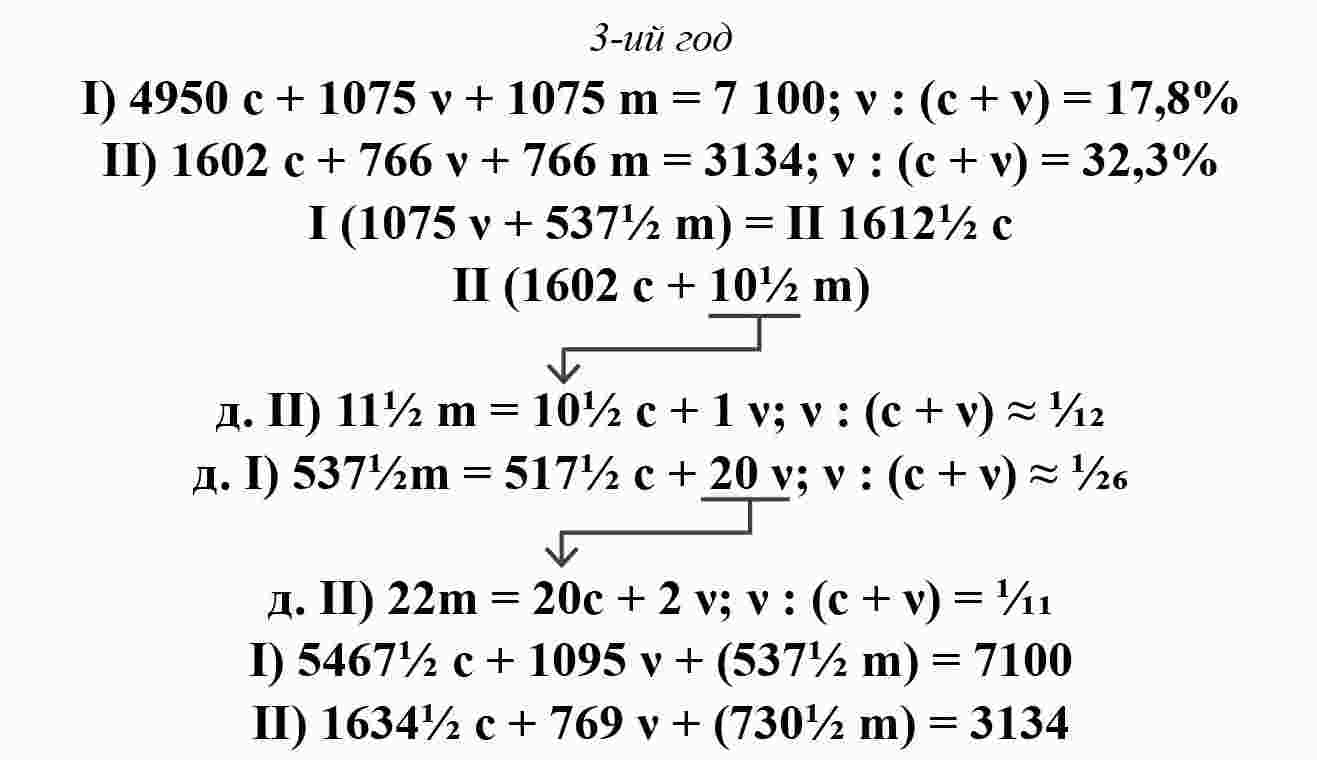 3-ий год
I) 4950 c + 1075 ν + 1075 m = 7 100; ν : (c + ν) = 17,8%
II) 1602 c + 766 ν + 766 m = 3134; ν : (c + ν) = 32,3%
I (1075 ν + 537½ m) = II 1612½ c
II (1602 c + 10½ m)
д. II) 11½ m = 10½ c + 1 ν; ν : (c + ν) ≈ ¹⁄₁₂
д. I) 537½m = 517½ c + 20 ν; ν : (c + ν) ≈ ¹⁄₂₆
д. II) 22m = 20c + 2 ν; ν : (c + ν) = ¹⁄₁₁
I) 5467½ c + 1095 ν + (537½ m) = 7100
II) 1634½ c + 769 ν + (730½ m) = 3134